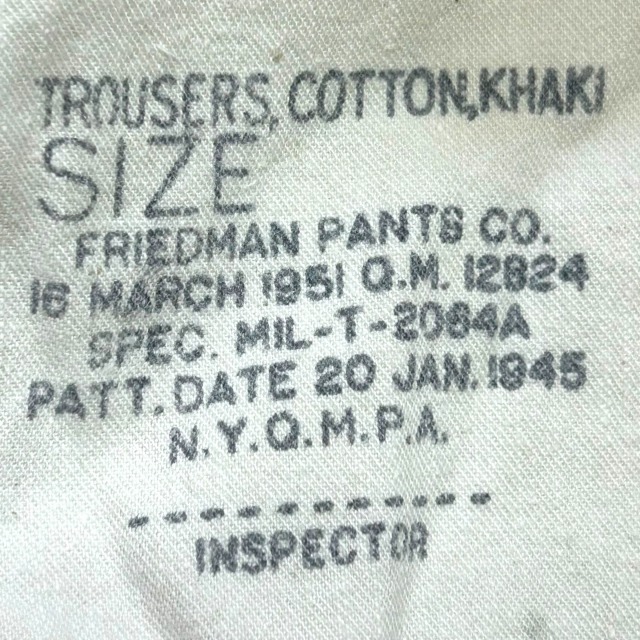 TROUSERS, COTTON, KHAKI
SIZE
FRIEDMAN PANTS CO.
16 MARCH 1951 Q.M. 12824
SPEC. MIL-T-2064A
PATT. DATE 20 JAN. 1945
N.Y.Q.M.P.A.
INSPECTOR